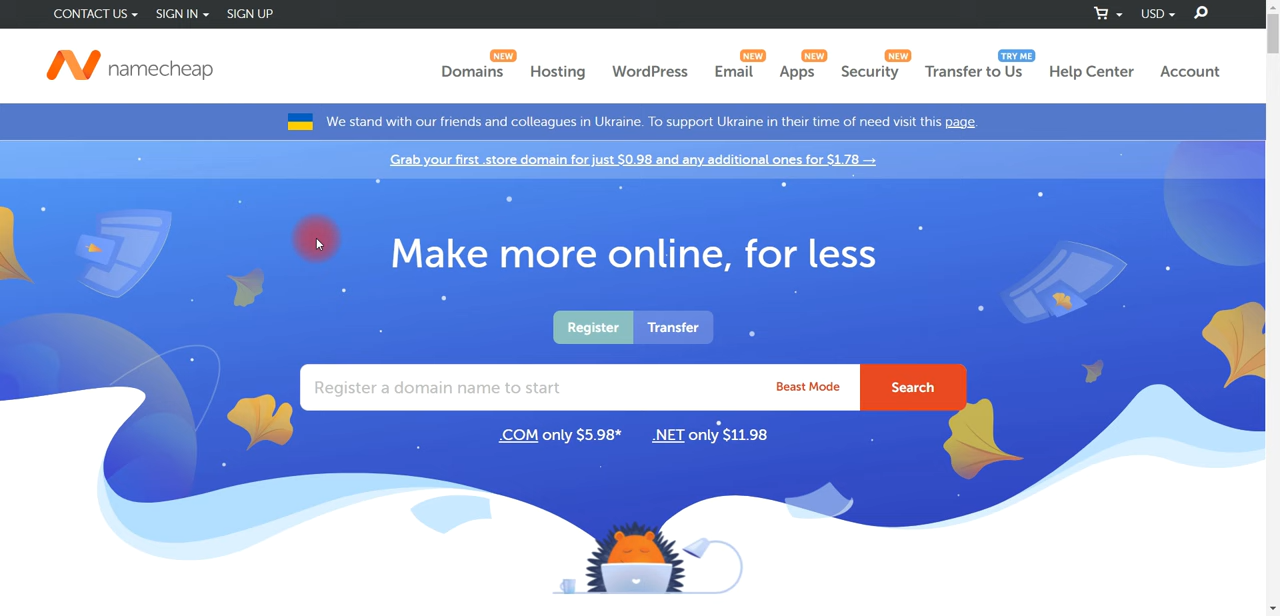 CONTACT US SIGN IN SIGN UP USD
NEW NEW NEW NEW TRY ME
namecheap Domains Hosting WordPress Email Apps Security Transfer to Us Help Center Account
We stand with our friends and colleagues in Ukraine. To support Ukraine in their time of need visit this page.
Grab your first .store domain for just $0.98 and any additional ones for $1.78 →
Make more online, for less
Register Transfer
Register a domain name to start Beast Mode Search
.COM only $5.98* .NET only $11.98